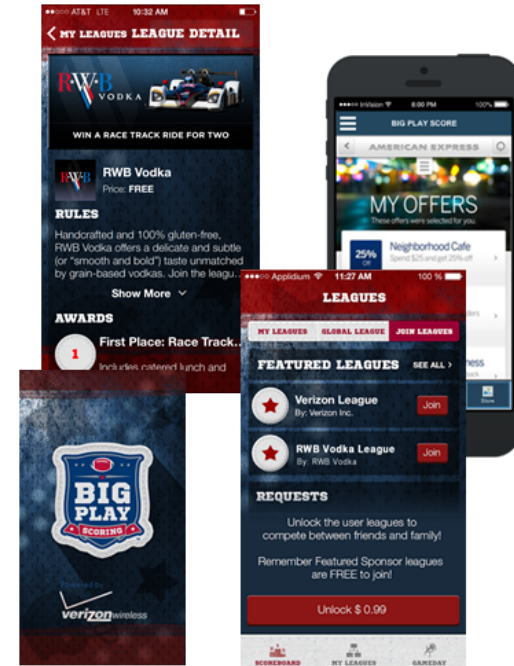 AT&T LTE 10:32 AM
MY LEAGUES LEAGUE DETAIL
R·W·B
VODKA
WIN A RACE TRACK RIDE FOR TWO
R·W·B
RWB Vodka
Price: FREE
RULES
Handcrafted and 100% gluten-free,
RWB Vodka offers a delicate and subtle
(or "smooth and bold") taste unmatched
by grain-based vodkas. Join the leagu...
Show More
AWARDS
1
First Place: Race Track...
Includes catered lunch and
InVision 8:00 PM 100%
BIG PLAY SCORE
AMERICAN EXPRESS
MY OFFERS
These offers were selected for you.
25%
Off
Neighborhood Cafe
Spend $25 and get 25% off
Store
Applidium 11:27 AM 100 %
LEAGUES
MY LEAGUES GLOBAL LEAGUE JOIN LEAGUES
FEATURED LEAGUES SEE ALL >
Verizon League
By: Verizon Inc.
Join
RWB Vodka League
By: RWB Vodka
Join
REQUESTS
Unlock the user leagues to
compete between friends and family!
Remember Featured Sponsor leagues
are FREE to join!
Unlock $ 0.99
SCOREBOARD MY LEAGUES GAMEDAY
BIG
PLAY
SCORING
Powered By
verizonwireless